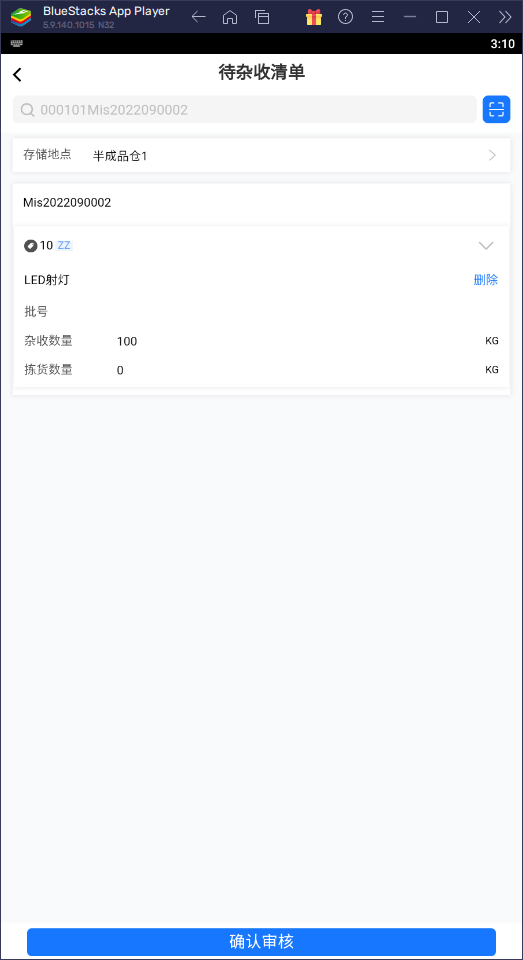 BlueStacks App Player
5.9.140.1015 N32
3:10
待杂收清单
000101Mis2022090002
存储地点 半成品仓1
Mis2022090002
10 ZZ
LED射灯 删除
批号
杂收数量 100 KG
拣货数量 0 KG
确认审核